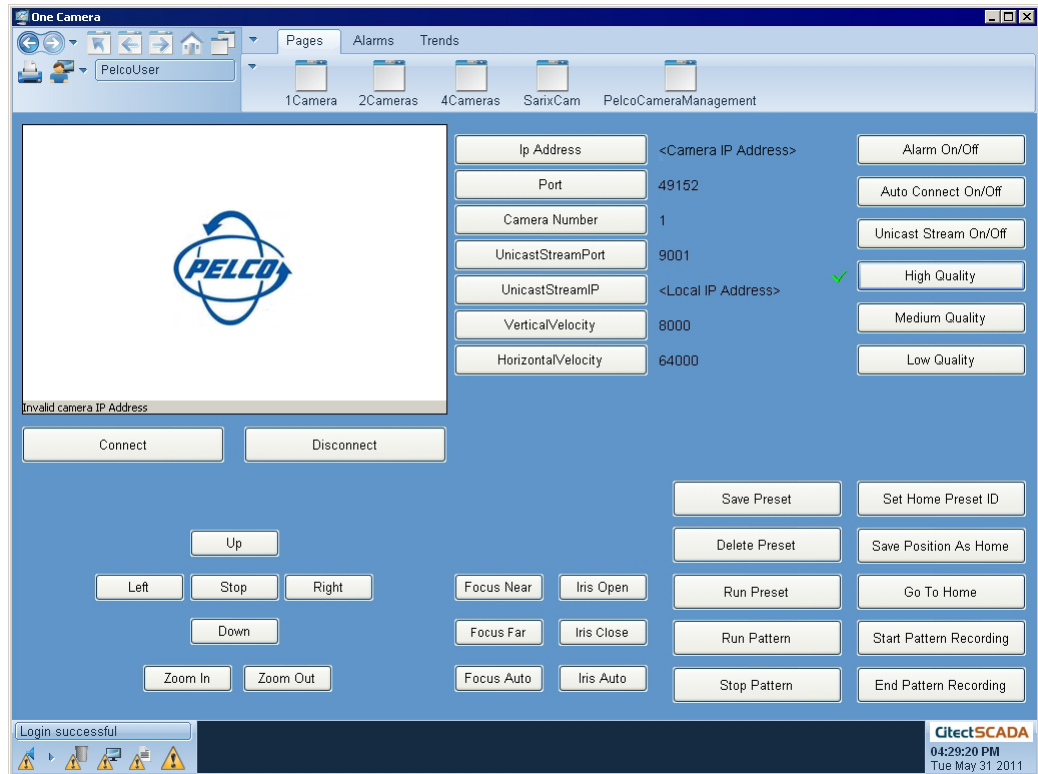 One Camera
Pages Alarms Trends
PelcoUser
1Camera 2Cameras 4Cameras SarixCam PelcoCameraManagement
PELCO
Invalid camera IP Address
Connect Disconnect
Ip Address <Camera IP Address>
Port 49152
Camera Number 1
UnicastStreamPort 9001
UnicastStreamIP <Local IP Address>
VerticalVelocity 8000
HorizontalVelocity 64000
Alarm On/Off
Auto Connect On/Off
Unicast Stream On/Off
High Quality
Medium Quality
Low Quality
Up
Left Stop Right
Down
Zoom In Zoom Out
Focus Near Iris Open
Focus Far Iris Close
Focus Auto Iris Auto
Save Preset Set Home Preset ID
Delete Preset Save Position As Home
Run Preset Go To Home
Run Pattern Start Pattern Recording
Stop Pattern End Pattern Recording
Login successful
CitectSCADA
04:29:20 PM
Tue May 31 2011